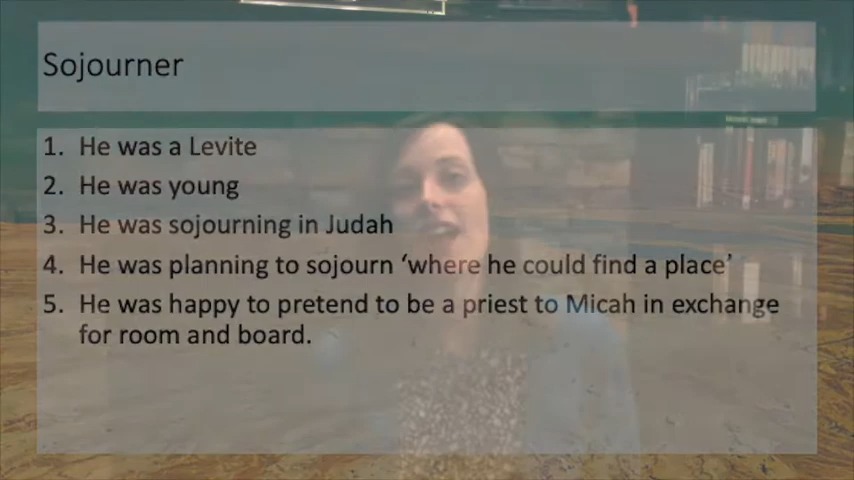 Sojourner
1. He was a Levite
2. He was young
3. He was sojourning in Judah
4. He was planning to sojourn ‘where he could find a place’
5. He was happy to pretend to be a priest to Micah in exchange
for room and board.